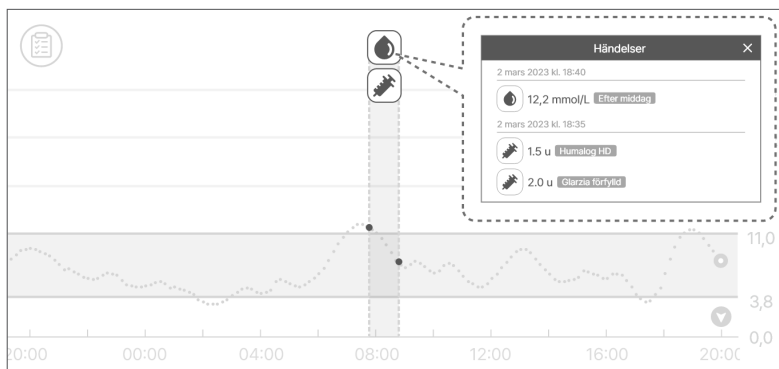 Händelser
2 mars 2023 kl. 18:40
12,2 mmol/L Efter middag
2 mars 2023 kl. 18:35
1.5 u Humalog HD
2.0 u Glarzia förfylld
11,0
3,8
0,0
20:00 00:00 04:00 08:00 12:00 16:00 20:00